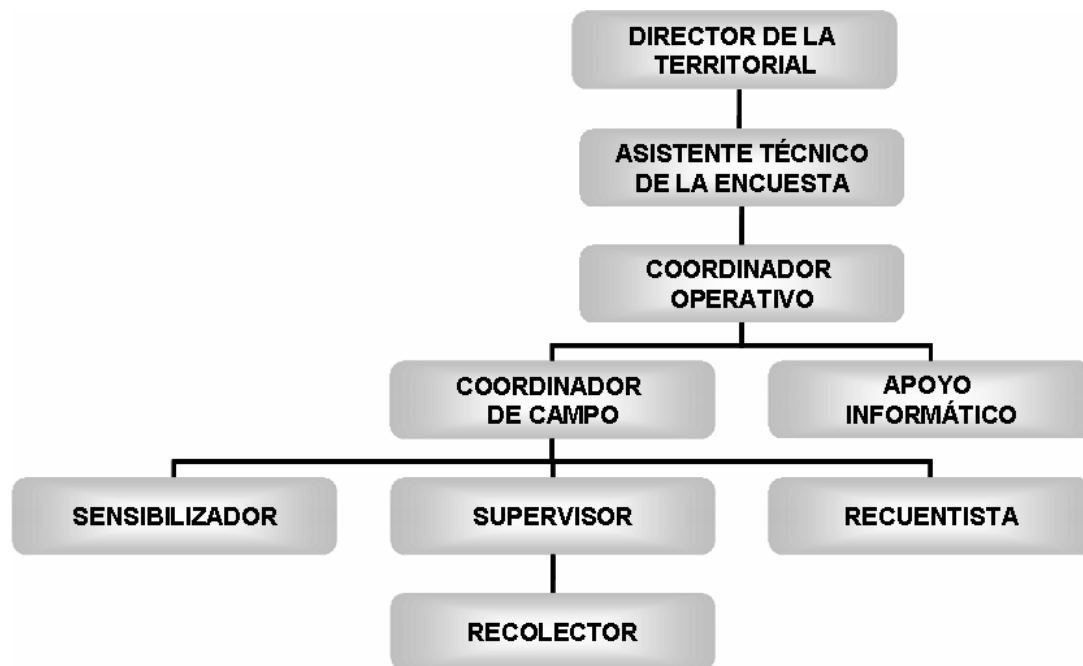 DIRECTOR DE LA
TERRITORIAL
ASISTENTE TÉCNICO
DE LA ENCUESTA
COORDINADOR
OPERATIVO
COORDINADOR
DE CAMPO
APOYO
INFORMÁTICO
SENSIBILIZADOR
SUPERVISOR
RECUENTISTA
RECOLECTOR